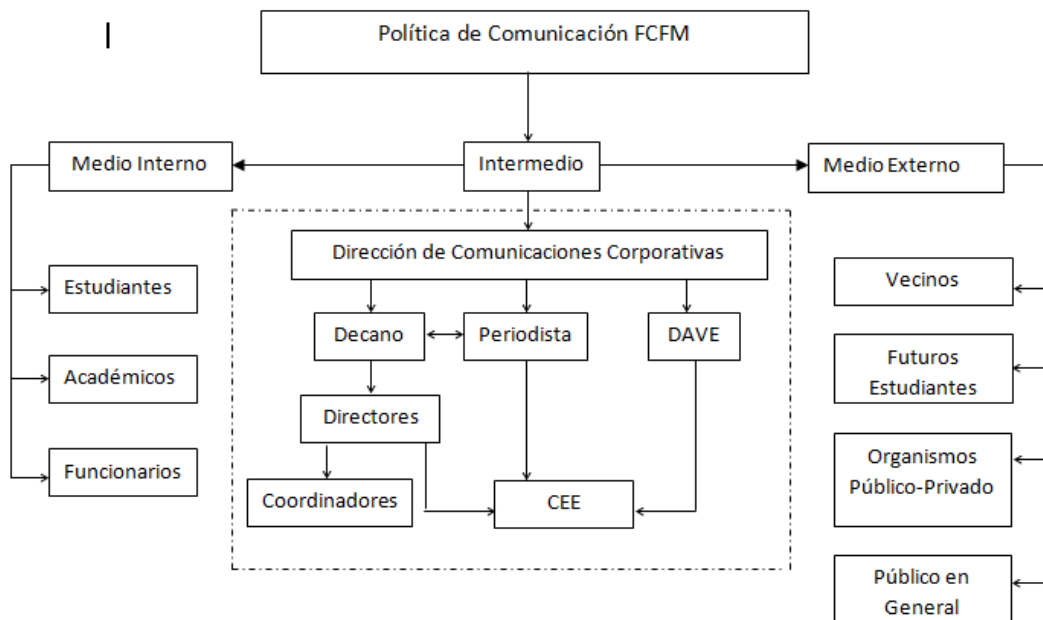 Política de Comunicación FCFM
Medio Interno
Intermedio
Medio Externo
Dirección de Comunicaciones Corporativas
Estudiantes
Vecinos
Decano
Periodista
DAVE
Académicos
Futuros
Estudiantes
Directores
Funcionarios
Organismos
Público-Privado
Coordinadores
CEE
Público en
General